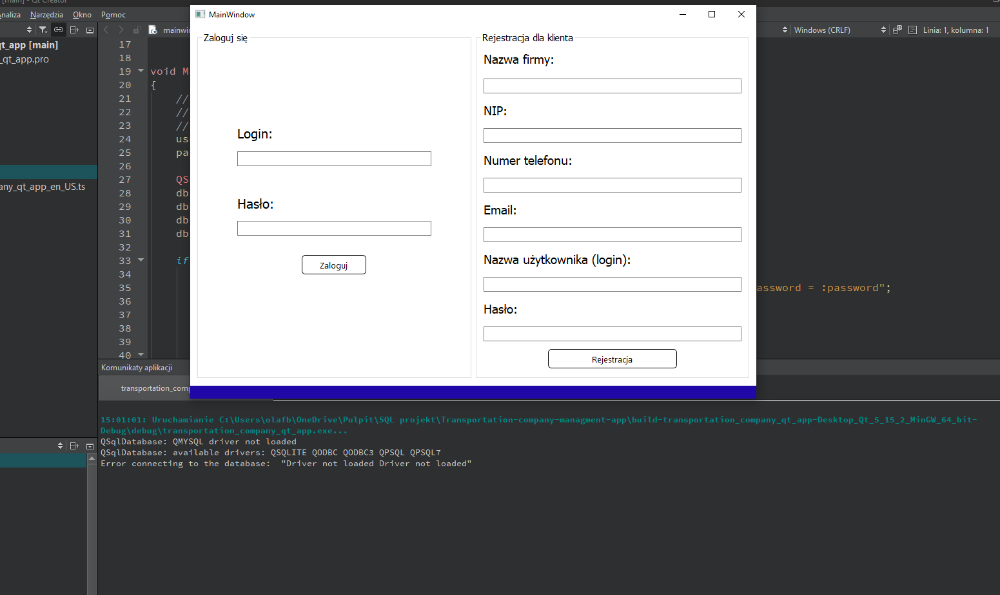 [main] - Qt Creator
naliza Narzędzia Okno Pomoc
mainwi
Windows (CRLF)
Linia: 1, kolumna: 1
qt_app [main]
_qt_app.pro
any_qt_app_en_US.ts
17
18
19 void M
20 {
21 //
22 //
23 //
24 us
25 pa
26
27 QS
28 db
29 db
30 db
31 db
32
33 if
34
35 assword = :password";
36
37
38
39
40
MainWindow
Zaloguj się
Login:
Hasło:
Zaloguj
Rejestracja dla klienta
Nazwa firmy:
NIP:
Numer telefonu:
Email:
Nazwa użytkownika (login):
Hasło:
Rejestracja
Komunikaty aplikacji
transportation_comp
15:01:01: Uruchamianie C:\Users\olafb\OneDrive\Pulpit\SQL projekt\Transportation-company-managment-app\build-transportation_company_qt_app-Desktop_Qt_5_15_2_MinGW_64_bit-
Debug\debug\transportation_company_qt_app.exe...
QSqlDatabase: QMYSQL driver not loaded
QSqlDatabase: available drivers: QSQLITE QODBC QODBC3 QPSQL QPSQL7
Error connecting to the database:  "Driver not loaded Driver not loaded"